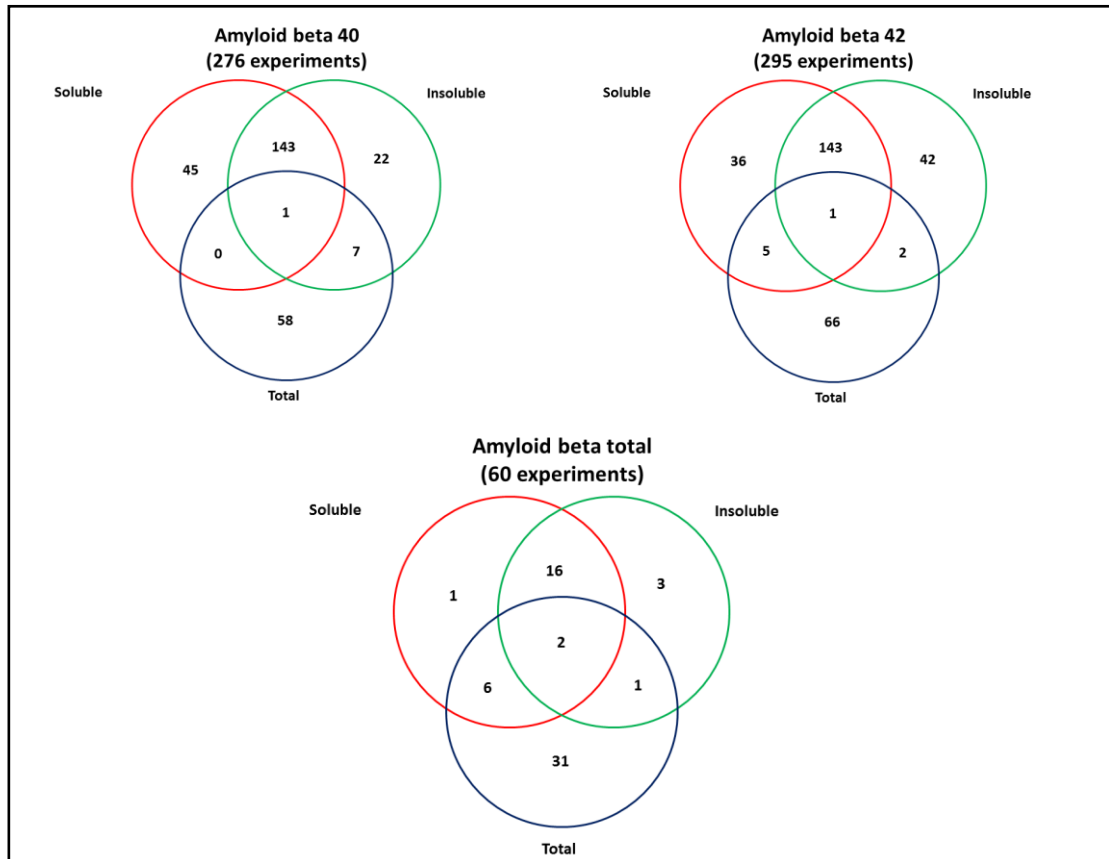 Amyloid beta 40
(276 experiments)
Soluble
Insoluble
45
143
22
1
0
7
58
Total
Amyloid beta 42
(295 experiments)
Soluble
Insoluble
36
143
42
1
5
2
66
Total
Amyloid beta total
(60 experiments)
Soluble
Insoluble
1
16
3
2
6
1
31
Total